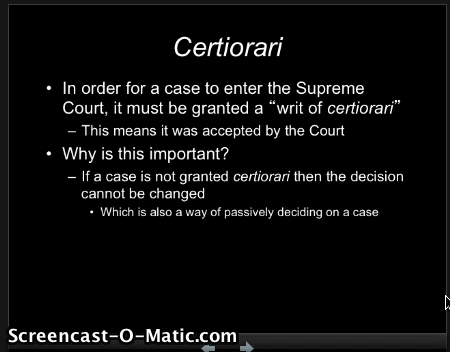 Certiorari
• In order for a case to enter the Supreme
Court, it must be granted a “writ of certiorari”
– This means it was accepted by the Court
• Why is this important?
– If a case is not granted certiorari then the decision
cannot be changed
• Which is also a way of passively deciding on a case
Screencast-O-Matic.com